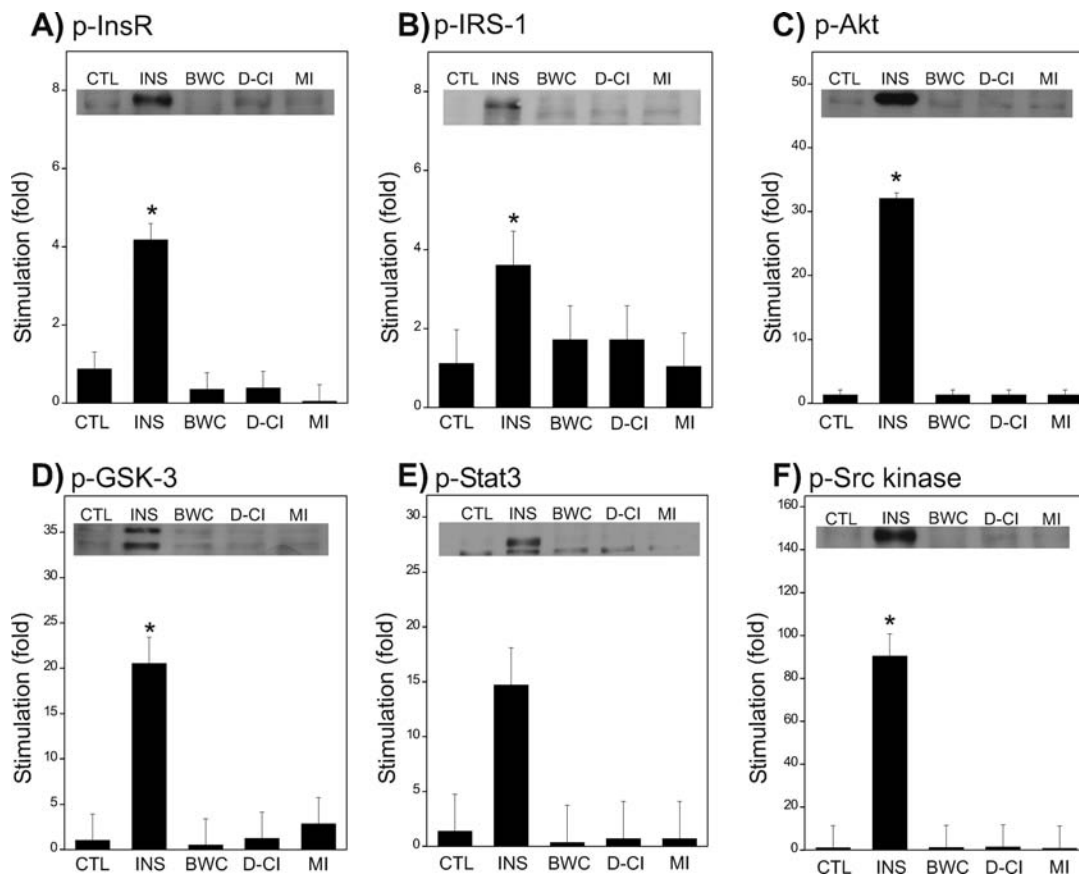 A) p-InsR
Stimulation (fold)
8
6
4
2
0
CTL INS BWC D-CI MI
*
CTL INS BWC D-CI MI
B) p-IRS-1
Stimulation (fold)
8
6
4
2
0
CTL INS BWC D-CI MI
*
CTL INS BWC D-CI MI
C) p-Akt
Stimulation (fold)
50
40
30
20
10
0
CTL INS BWC D-CI MI
*
CTL INS BWC D-CI MI
D) p-GSK-3
Stimulation (fold)
35
30
25
20
15
10
5
0
CTL INS BWC D-CI MI
*
CTL INS BWC D-CI MI
E) p-Stat3
Stimulation (fold)
30
25
20
15
10
5
0
CTL INS BWC D-CI MI
CTL INS BWC D-CI MI
F) p-Src kinase
Stimulation (fold)
160
140
120
100
80
60
40
20
0
CTL INS BWC D-CI MI
*
CTL INS BWC D-CI MI